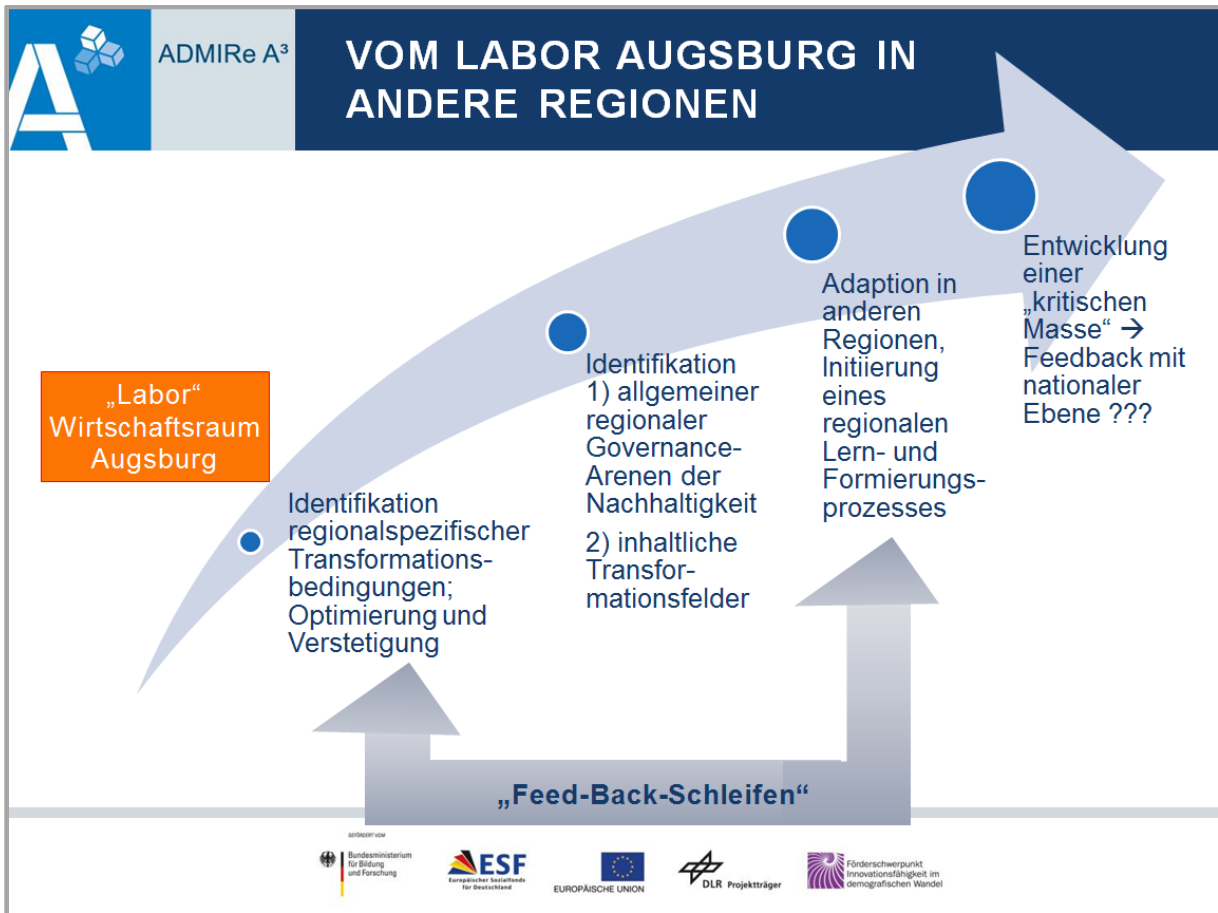 ADMIRe A³
VOM LABOR AUGSBURG IN
ANDERE REGIONEN
„Labor“
Wirtschaftsraum
Augsburg
Identifikation
regionalspezifischer
Transformations-
bedingungen;
Optimierung und
Verstetigung
Identifikation
1) allgemeiner
regionaler
Governance-
Arenen der
Nachhaltigkeit
2) inhaltliche
Transfor-
mationsfelder
Adaption in
anderen
Regionen,
Initiierung
eines
regionalen
Lern- und
Formierungs-
prozesses
Entwicklung
einer
„kritischen
Masse“ →
Feedback mit
nationaler
Ebene ???
„Feed-Back-Schleifen“
GEFÖRDERT VOM
Bundesministerium
für Bildung
und Forschung
ESF
Europäischer Sozialfonds
für Deutschland
EUROPÄISCHE UNION
DLR Projektträger
Förderschwerpunkt
Innovationsfähigkeit im
demografischen Wandel